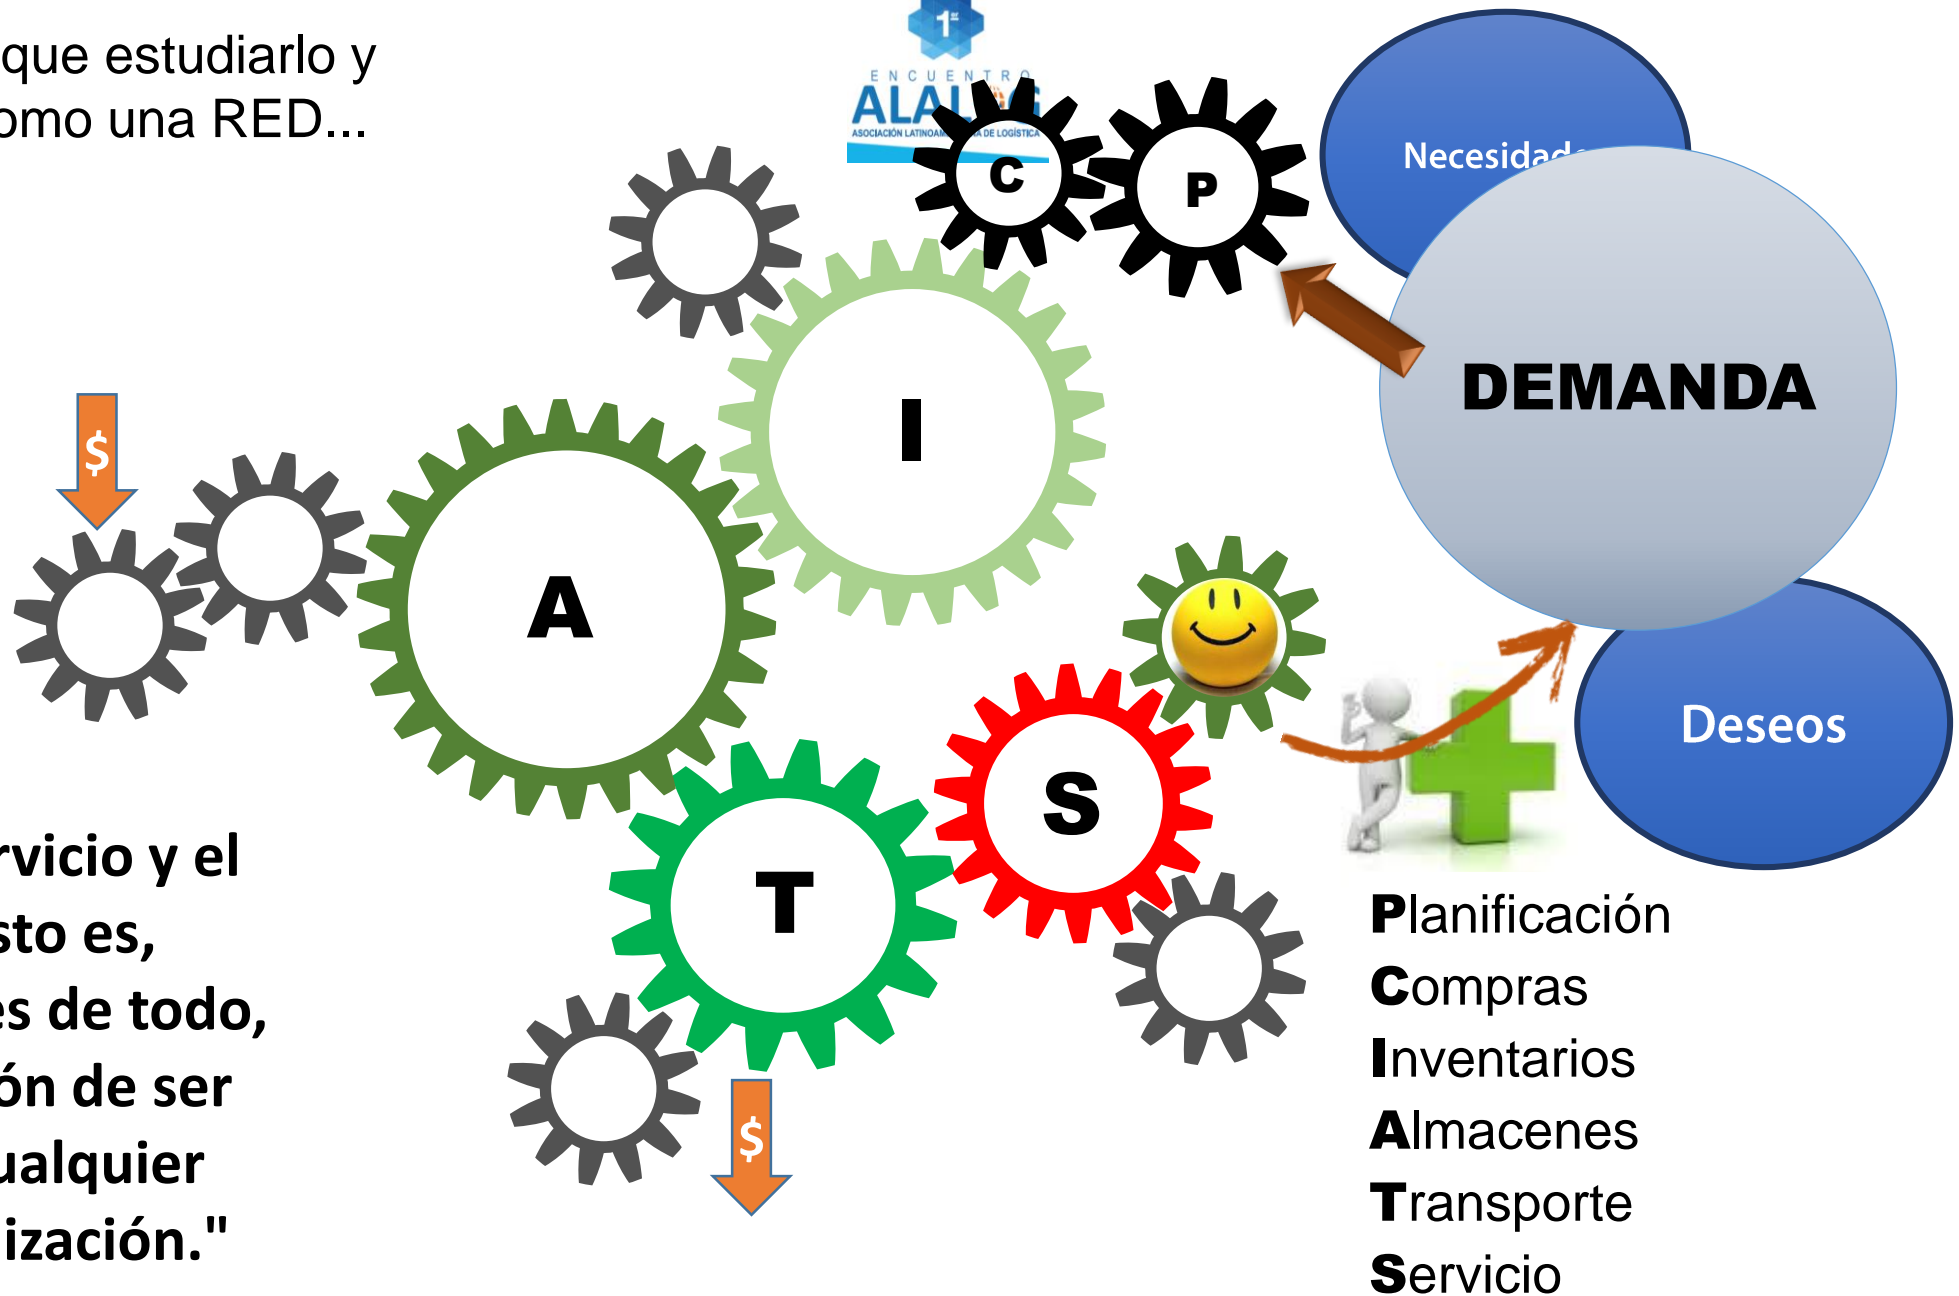 que estudiarlo y
omo una RED...
1er
ENCUENTRO
C
P
DEMANDA
I
A
$
T
S
$
Deseos
rvicio y el
sto es,
es de todo,
ón de ser
ualquier
ización."
Planificación
Compras
Inventarios
Almacenes
Transporte
Servicio